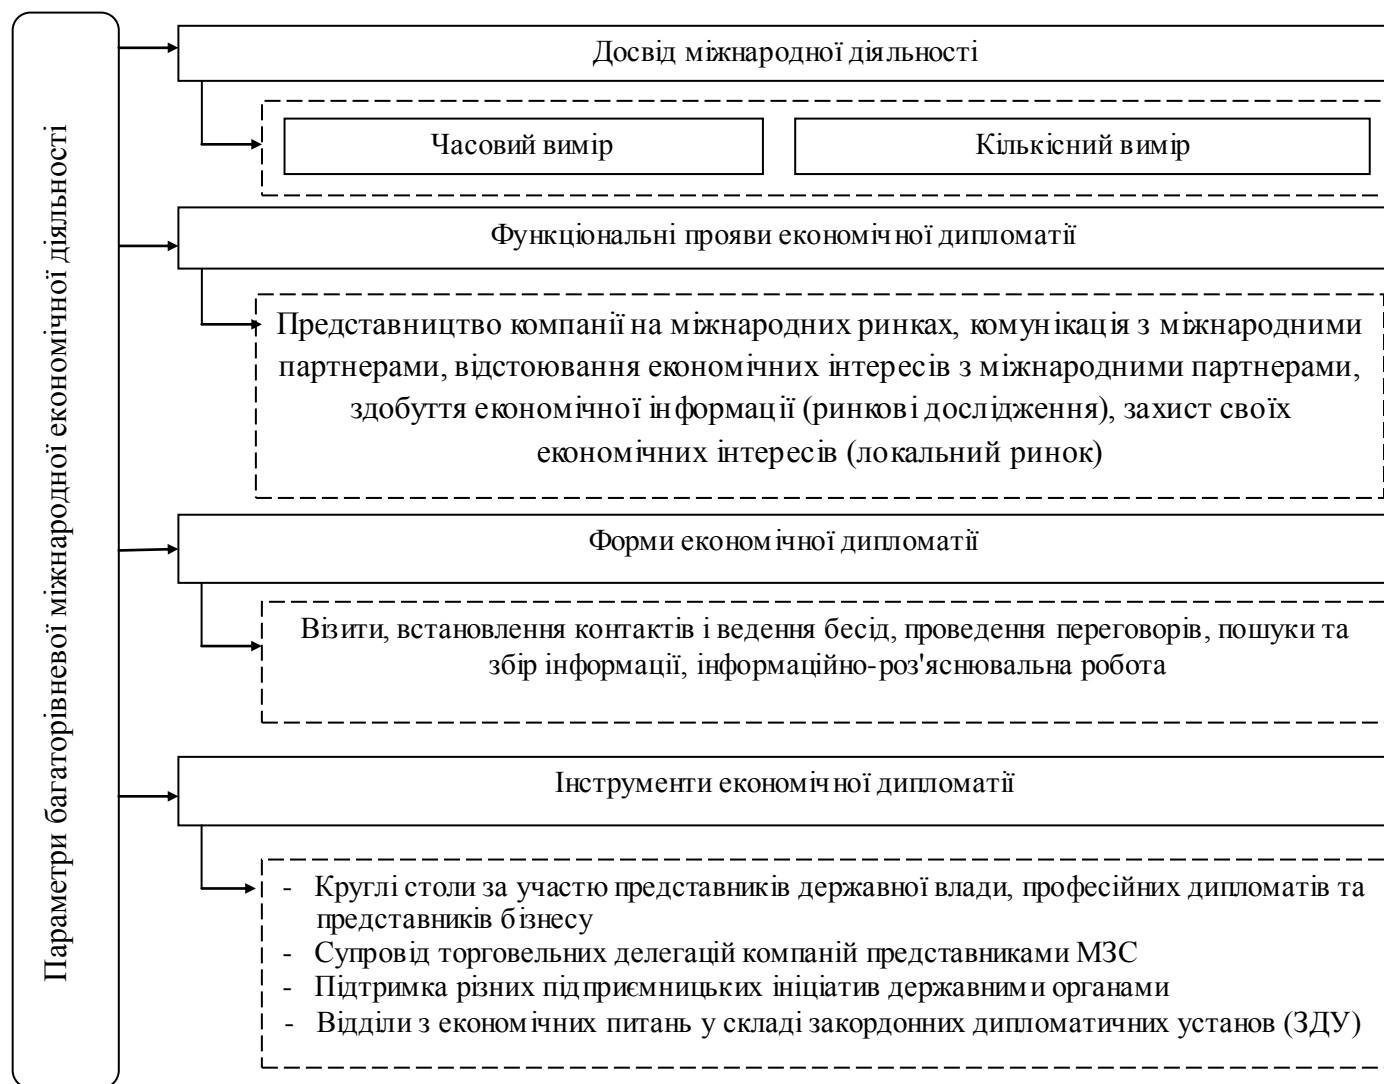 Параметри багаторівневої міжнародної економічної діяльності
Досвід міжнародної діяльності
Часовий вимір
Кількісний вимір
Функціональні прояви економічної дипломатії
Представництво компанії на міжнародних ринках, комунікація з міжнародними
партнерами, відстоювання економічних інтересів з міжнародними партнерами,
здобуття економічної інформації (ринкові дослідження), захист своїх
економічних інтересів (локальний ринок)
Форми економічної дипломатії
Візити, встановлення контактів і ведення бесід, проведення переговорів, пошуки та
збір інформації, інформаційно-роз'яснювальна робота
Інструменти економічної дипломатії
- Круглі столи за участю представників державної влади, професійних дипломатів та
представників бізнесу
- Супровід торговельних делегацій компаній представниками МЗС
- Підтримка різних підприємницьких ініціатив державними органами
- Відділи з економічних питань у складі закордонних дипломатичних установ (ЗДУ)